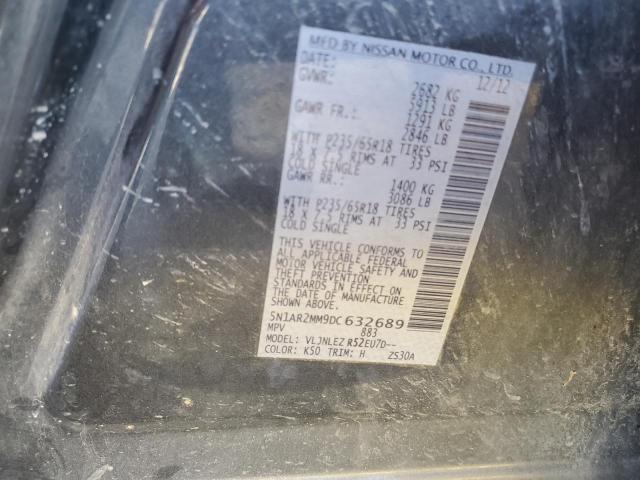 MFD BY NISSAN MOTOR CO., LTD.
DATE: 12/12
GVWR: 2682 KG
5913 LB
GAWR FR.: 1291 KG
2846 LB
WITH P235/65R18 TIRES
18 X 7.5 RIMS AT 33 PSI
COLD SINGLE
GAWR RR.: 1400 KG
3086 LB
WITH P235/65R18 TIRES
18 X 7.5 RIMS AT 33 PSI
COLD SINGLE
THIS VEHICLE CONFORMS TO
ALL APPLICABLE FEDERAL
MOTOR VEHICLE SAFETY AND
THEFT PREVENTION
STANDARDS IN EFFECT ON
THE DATE OF MANUFACTURE
SHOWN ABOVE.
5N1AR2MM9DC632689
MPV 883
MODEL: VLJNLEZ R52EU7D--
COLOR: K50 TRIM: H ZS30A